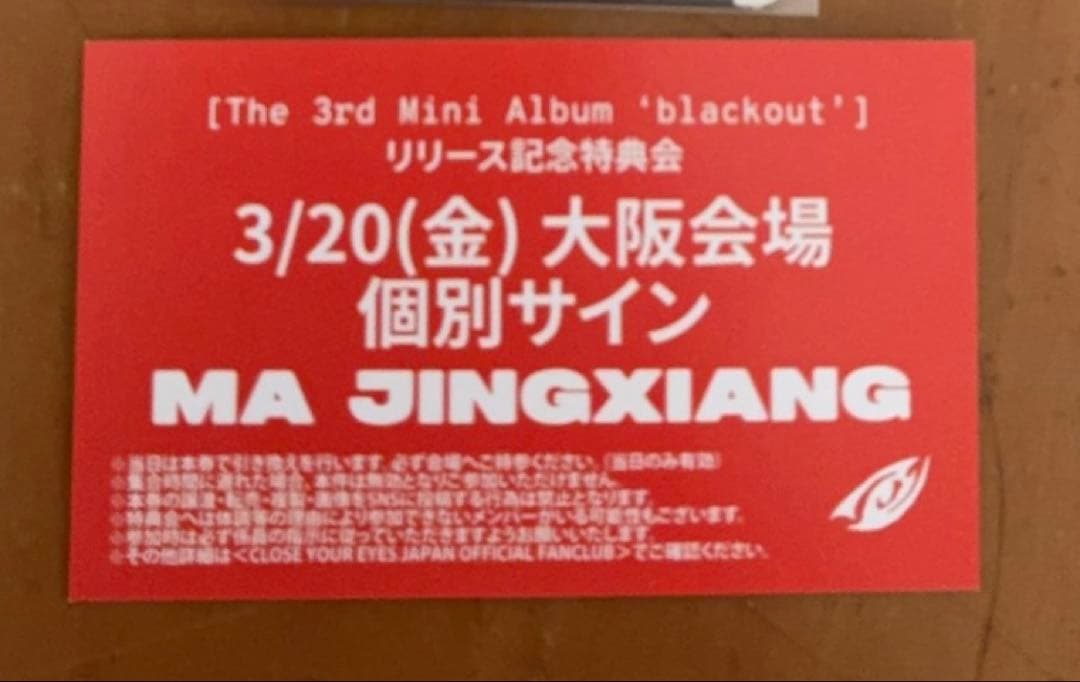 [The 3rd Mini Album ‘blackout’]
リリース記念特典会
3/20(金) 大阪会場
個別サイン
MA JINGXIANG
※当日は本券で引き換えを行います。必ず会場へご持参ください。(当日のみ有効)
※集合時間に遅れた場合、本件は無効となりご参加いただけません。
※本券の譲渡・転売・複製・画像をSNSに投稿する行為は禁止となります。
※特典会へは体調等の理由により参加できないメンバーがいる可能性もございます。
※参加時は必ず係員の指示に従っていただきますようお願いいたします。
※その他詳細は＜CLOSE YOUR EYES JAPAN OFFICIAL FANCLUB＞でご確認ください。